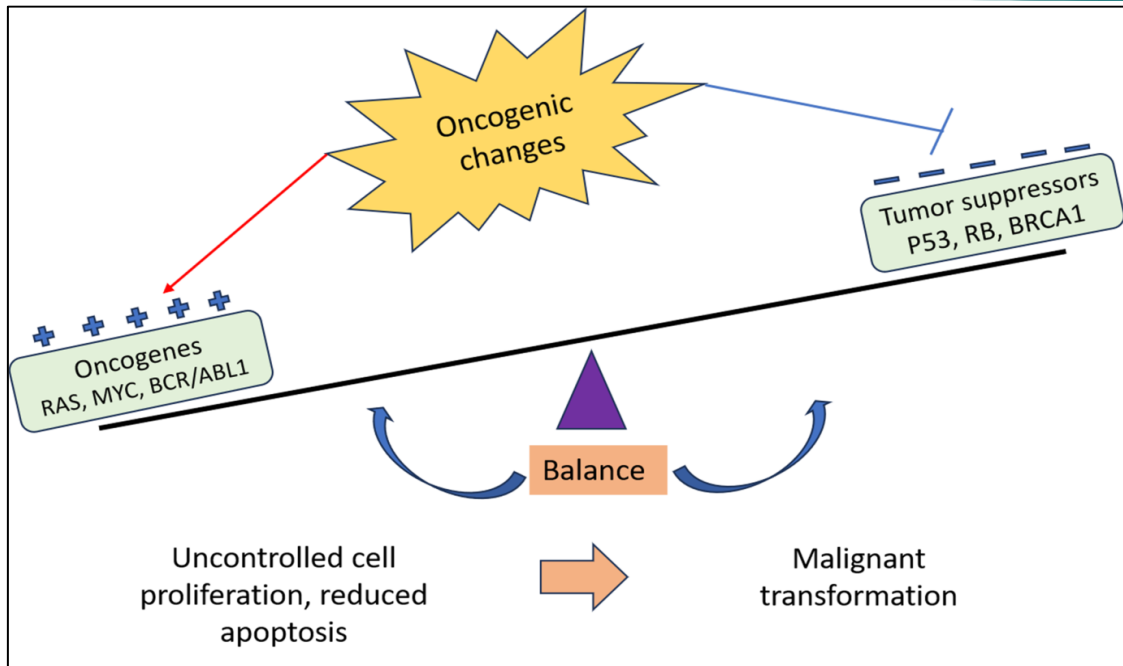 Oncogenic
changes
Tumor suppressors
P53, RB, BRCA1
Oncogenes
RAS, MYC, BCR/ABL1
Balance
Uncontrolled cell
proliferation, reduced
apoptosis
Malignant
transformation